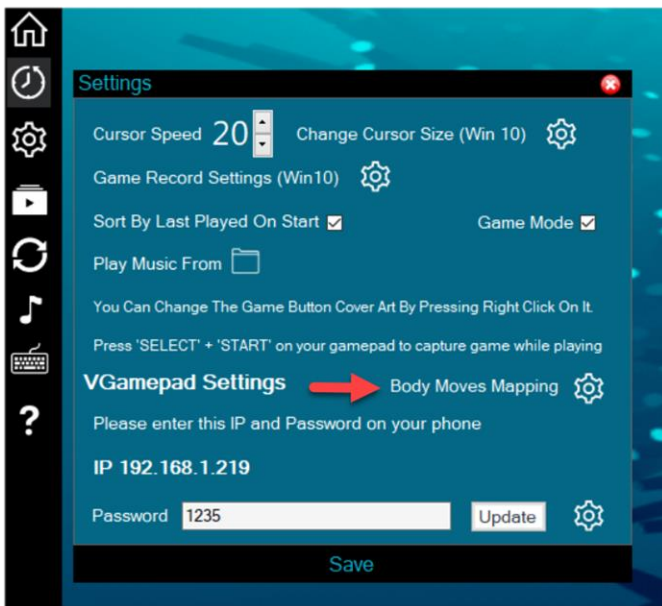 Settings
Cursor Speed 20 Change Cursor Size (Win 10)
Game Record Settings (Win10)
Sort By Last Played On Start Game Mode
Play Music From
You Can Change The Game Button Cover Art By Pressing Right Click On It.
Press 'SELECT' + 'START' on your gamepad to capture game while playing
VGamepad Settings Body Moves Mapping
Please enter this IP and Password on your phone
IP 192.168.1.219
Password 1235 Update
Save
?